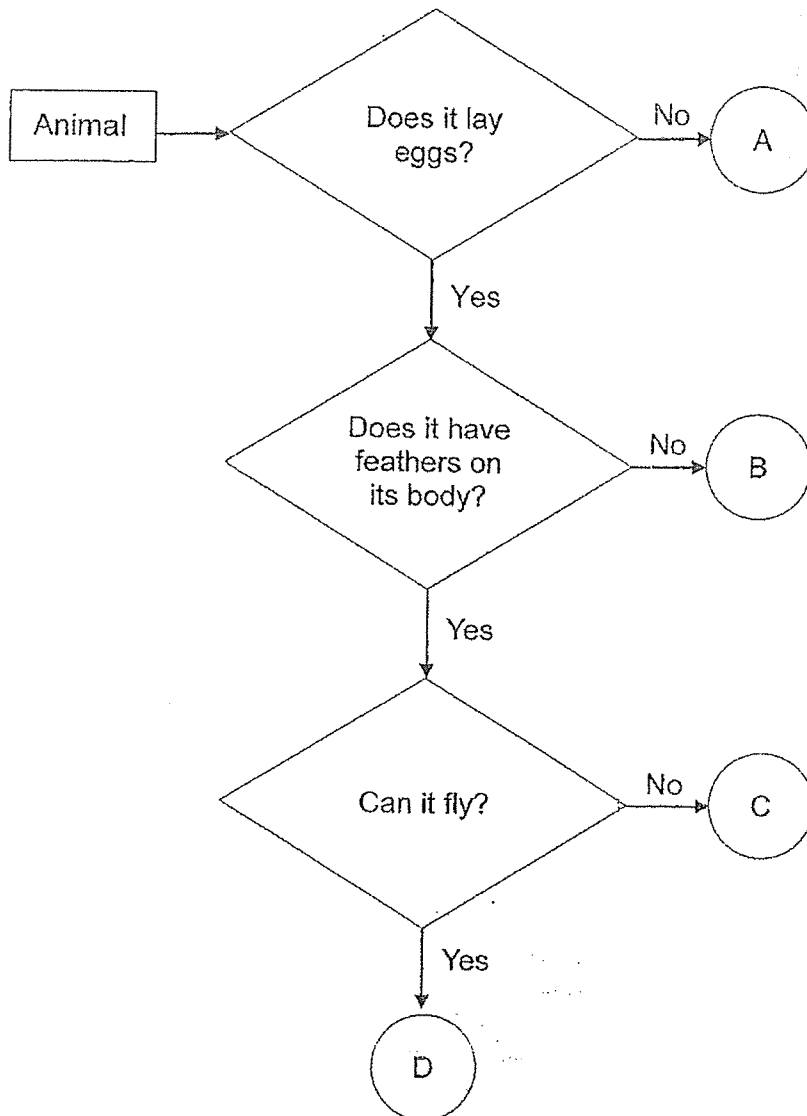 Animal
Does it lay
eggs?
No
A
Yes
Does it have
feathers on
its body?
No
B
Yes
Can it fly?
No
C
Yes
D